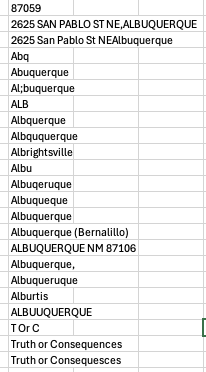 87059
2625 SAN PABLO ST NE,ALBUQUERQUE
2625 San Pablo St NEAlbuquerque
Abq
Abuquerque
Al;buquerque
ALB
Albquerque
Albqquerque
Albrightsville
Albu
Albuqeruque
Albuqueque
Albuquerque
Albuquerque (Bernalillo)
ALBUQUERQUE NM 87106
Albuquerque,
Albuqueruque
Alburtis
ALBUUQUERQUE
T Or C
Truth or Consequences
Truth or Consequesces